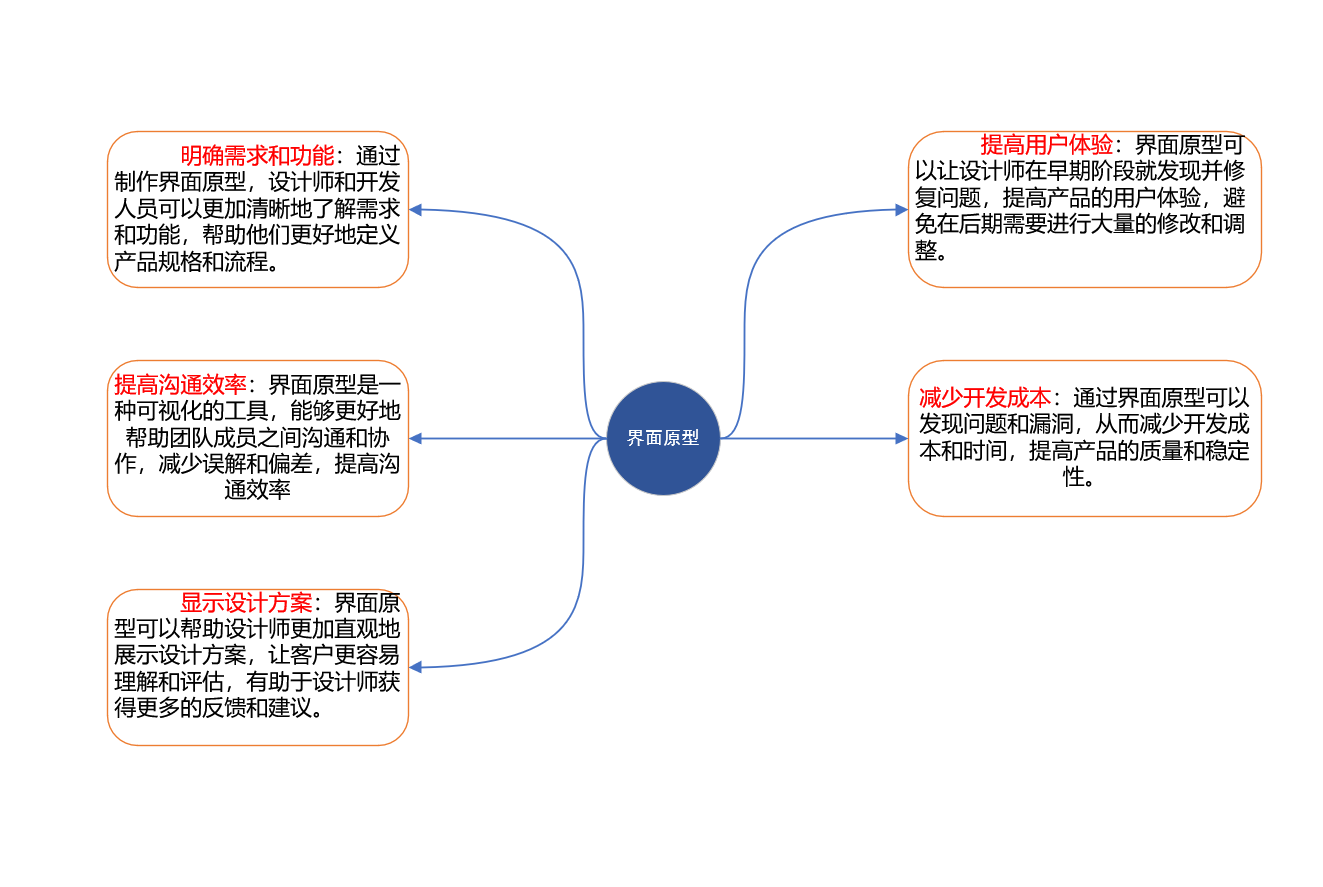 明确需求和功能：通过
制作界面原型，设计师和开发
人员可以更加清晰地了解需求
和功能，帮助他们更好地定义
产品规格和流程。
提高沟通效率：界面原型是一
种可视化的工具，能够更好地
帮助团队成员之间沟通和协
作，减少误解和偏差，提高沟
通效率
显示设计方案：界面原
型可以帮助设计师更加直观地
展示设计方案，让客户更容易
理解和评估，有助于设计师获
得更多的反馈和建议。
界面原型
提高用户体验：界面原型可
以让设计师在早期阶段就发现并修
复问题，提高产品的用户体验，避
免在后期需要进行大量的修改和调
整。
减少开发成本：通过界面原型可以
发现问题和漏洞，从而减少开发成
本和时间，提高产品的质量和稳定
性。